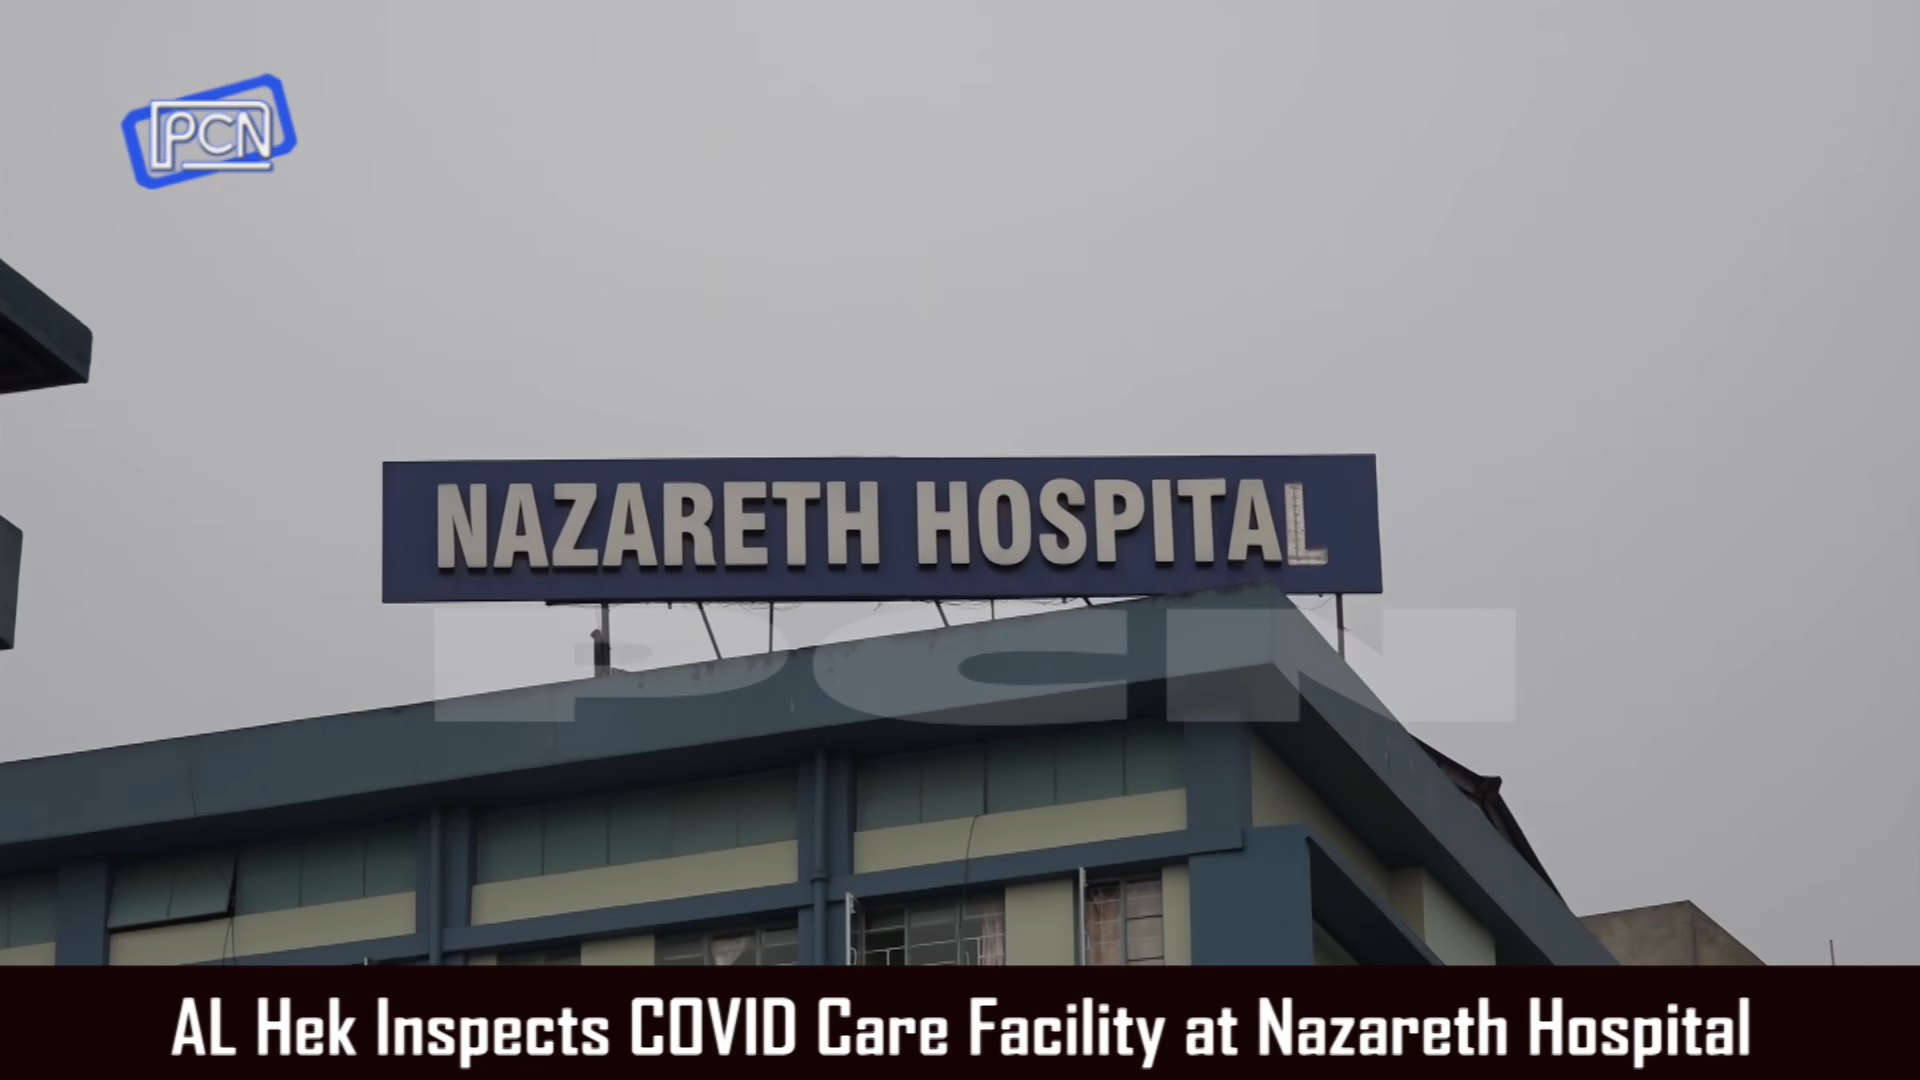 PCN
NAZARETH HOSPITAL
PCN
AL Hek Inspects COVID Care Facility at Nazareth Hospital